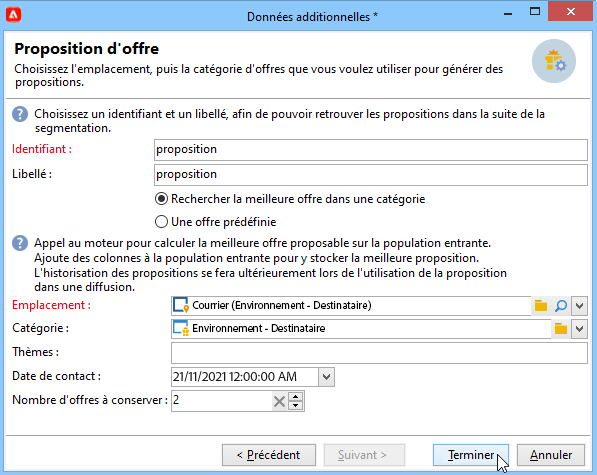 Données additionnelles *
Proposition d'offre
Choisissez l'emplacement, puis la catégorie d'offres que vous voulez utiliser pour générer des
propositions.
Choisissez un identifiant et un libellé, afin de pouvoir retrouver les propositions dans la suite de la
segmentation.
Identifiant : proposition
Libellé : proposition
Rechercher la meilleure offre dans une catégorie
Une offre prédéfinie
Appel au moteur pour calculer la meilleure offre proposable sur la population entrante.
Ajoute des colonnes à la population entrante pour y stocker la meilleure proposition.
L'historisation des propositions se fera ultérieurement lors de l'utilisation de la proposition
dans une diffusion.
Emplacement : Courrier (Environnement - Destinataire)
Catégorie : Environnement - Destinataire
Thèmes :
Date de contact : 21/11/2021 12:00:00 AM
Nombre d'offres à conserver : 2
< Précédent Suivant > Terminer Annuler